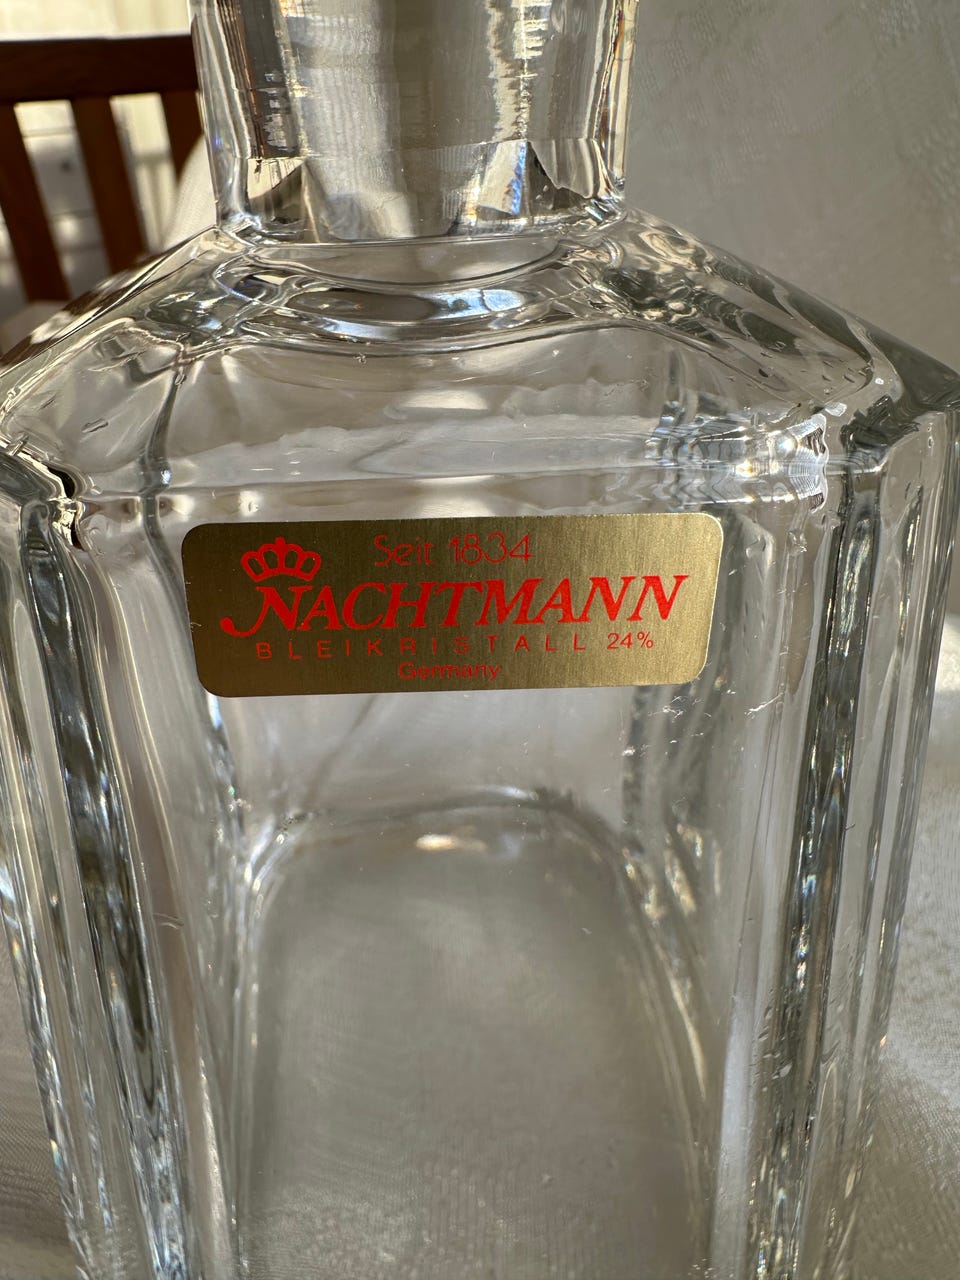 Seit 1834
NACHTMANN
BLEIKRISTALL 24%
Germany